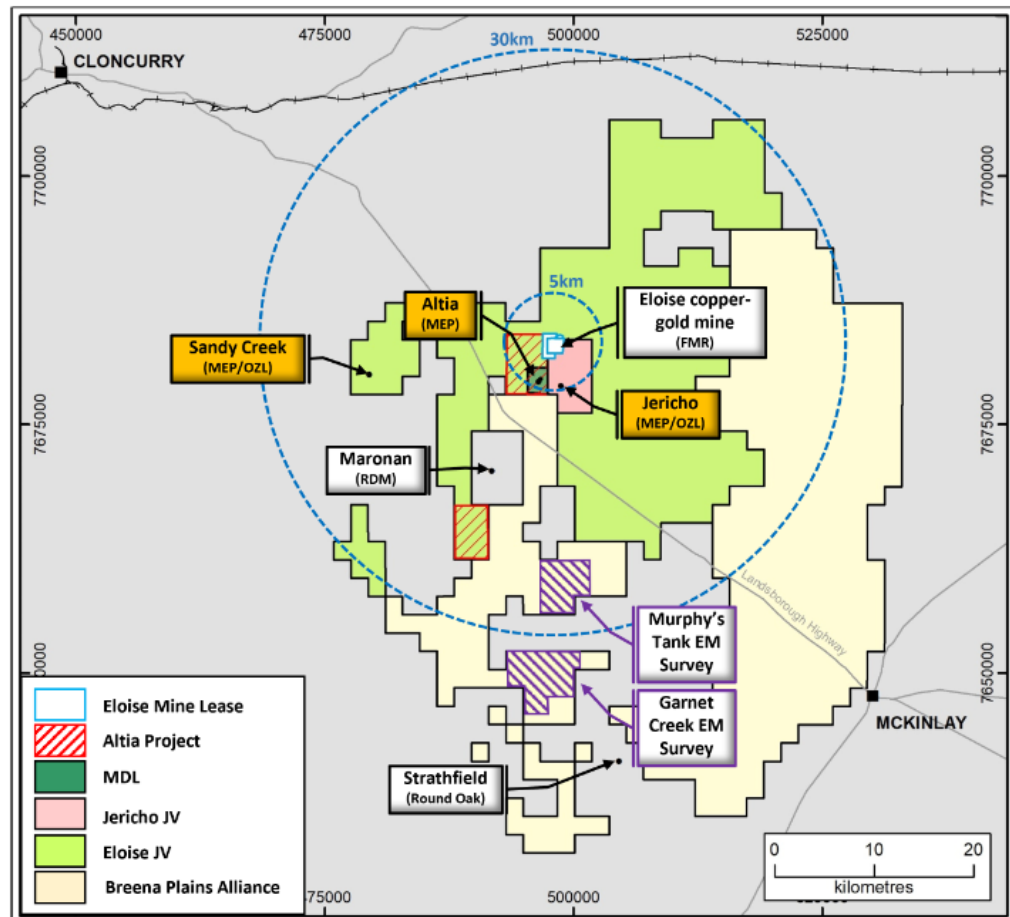 450000
475000
500000
525000
30km
CLONCURRY
7700000
7700000
5km
Altia
(MEP)
Eloise copper-
gold mine
(FMR)
Sandy Creek
(MEP/OZL)
Jericho
(MEP/OZL)
7675000
7675000
Maronan
(RDM)
Landsborough Highway
Murphy's
Tank EM
Survey
7650000
Garnet
Creek EM
Survey
MCKINLAY
Strathfield
(Round Oak)
Eloise Mine Lease
Altia Project
MDL
Jericho JV
Eloise JV
Breena Plains Alliance
0 10 20
kilometres
500000